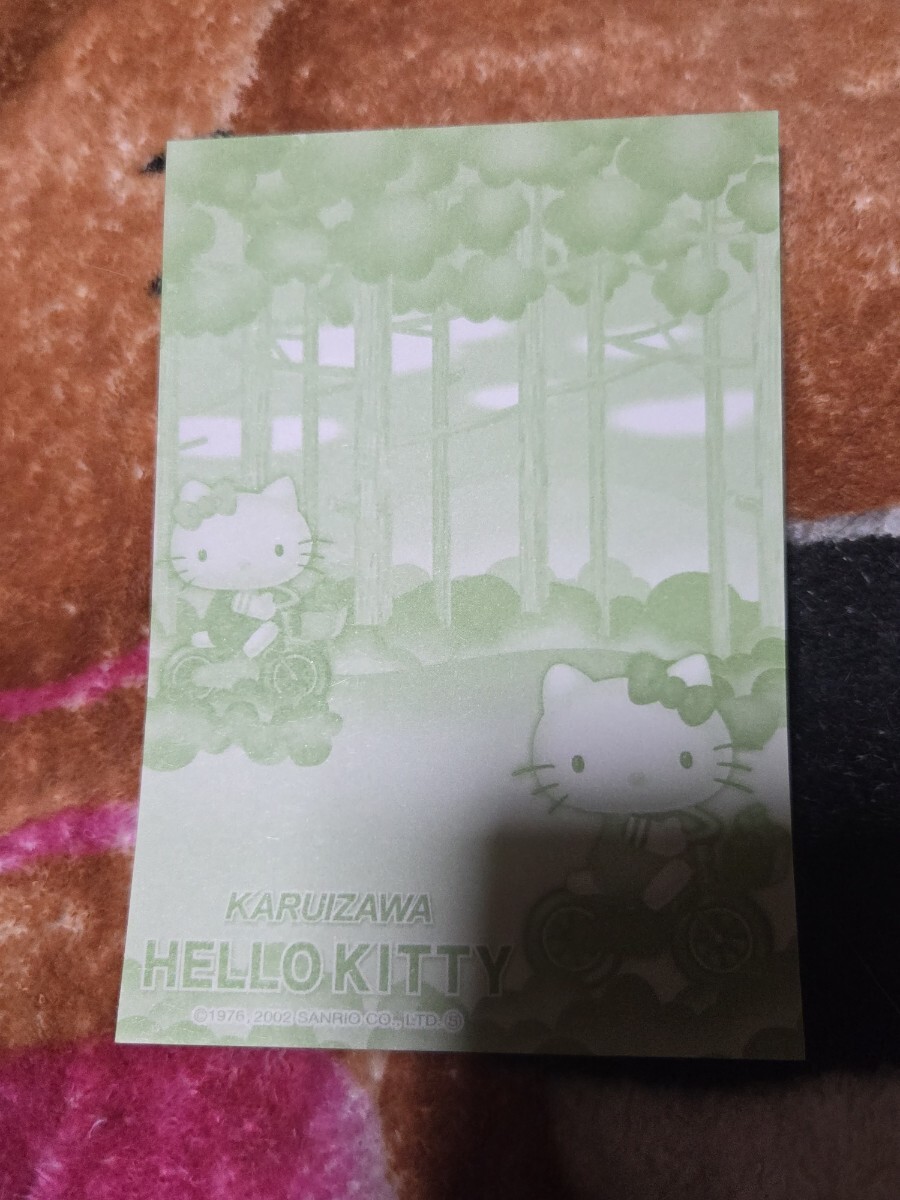 KARUIZAWA
HELLO KITTY
©1976, 2002 SANRIO CO., LTD. Ⓢ